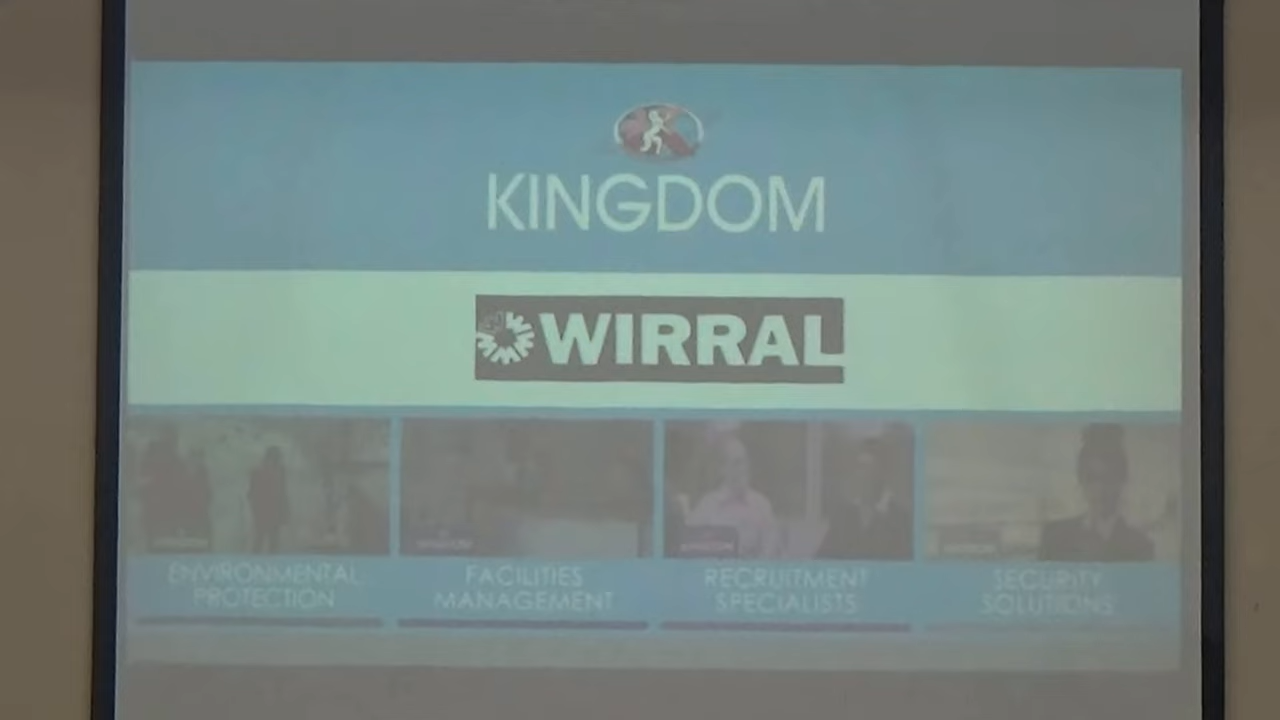 KINGDOM
WIRRAL
ENVIRONMENTAL
PROTECTION
FACILITIES
MANAGEMENT
RECRUITMENT
SPECIALISTS
SECURITY
SOLUTIONS